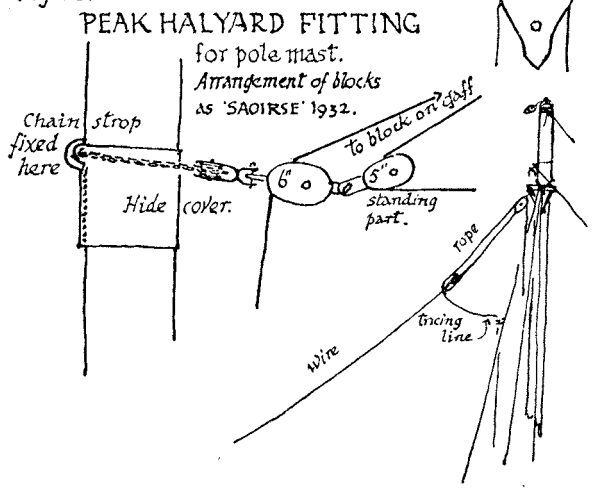 PEAK HALYARD FITTING
for pole mast.
Arrangement of blocks
as 'SAOIRSE' 1932.
Chain strop
fixed
here
Hide cover.
to block on gaff
6"
5"
standing
part.
rope
tricing
line
Wire